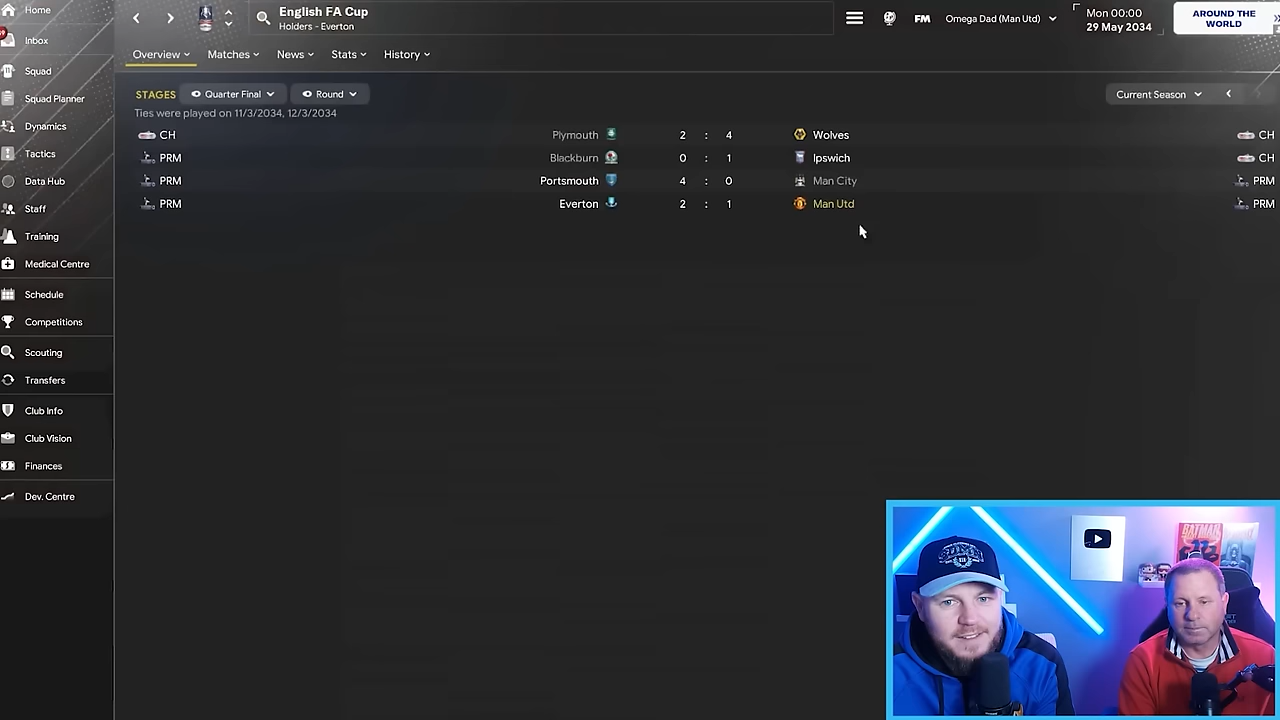 Home
Inbox
Squad
Squad Planner
Dynamics
Tactics
Data Hub
Staff
Training
Medical Centre
Schedule
Competitions
Scouting
Transfers
Club Info
Club Vision
Finances
Dev. Centre
English FA Cup
Holders - Everton
FM
Omega Dad (Man Utd)
Mon 00:00
29 May 2034
AROUND THE
WORLD
Overview Matches News Stats History
STAGES Quarter Final Round Current Season
Ties were played on 11/3/2034, 12/3/2034
CH Plymouth 2 : 4 Wolves CH
PRM Blackburn 0 : 1 Ipswich CH
PRM Portsmouth 4 : 0 Man City PRM
PRM Everton 2 : 1 Man Utd PRM
BATMAN